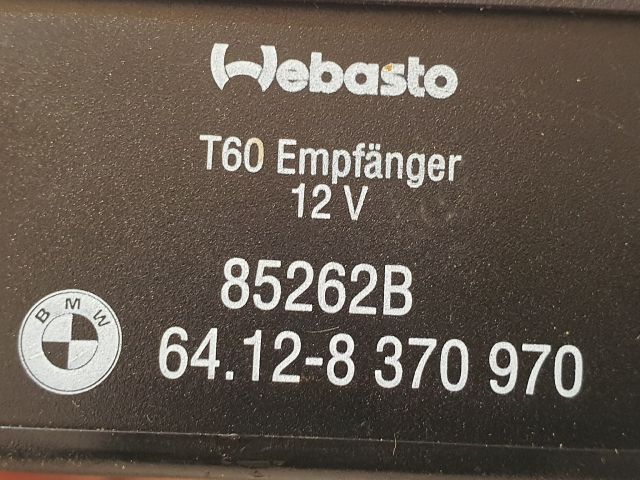 Webasto
T60 Empfänger
12 V
85262B
BMW
64.12-8 370 970